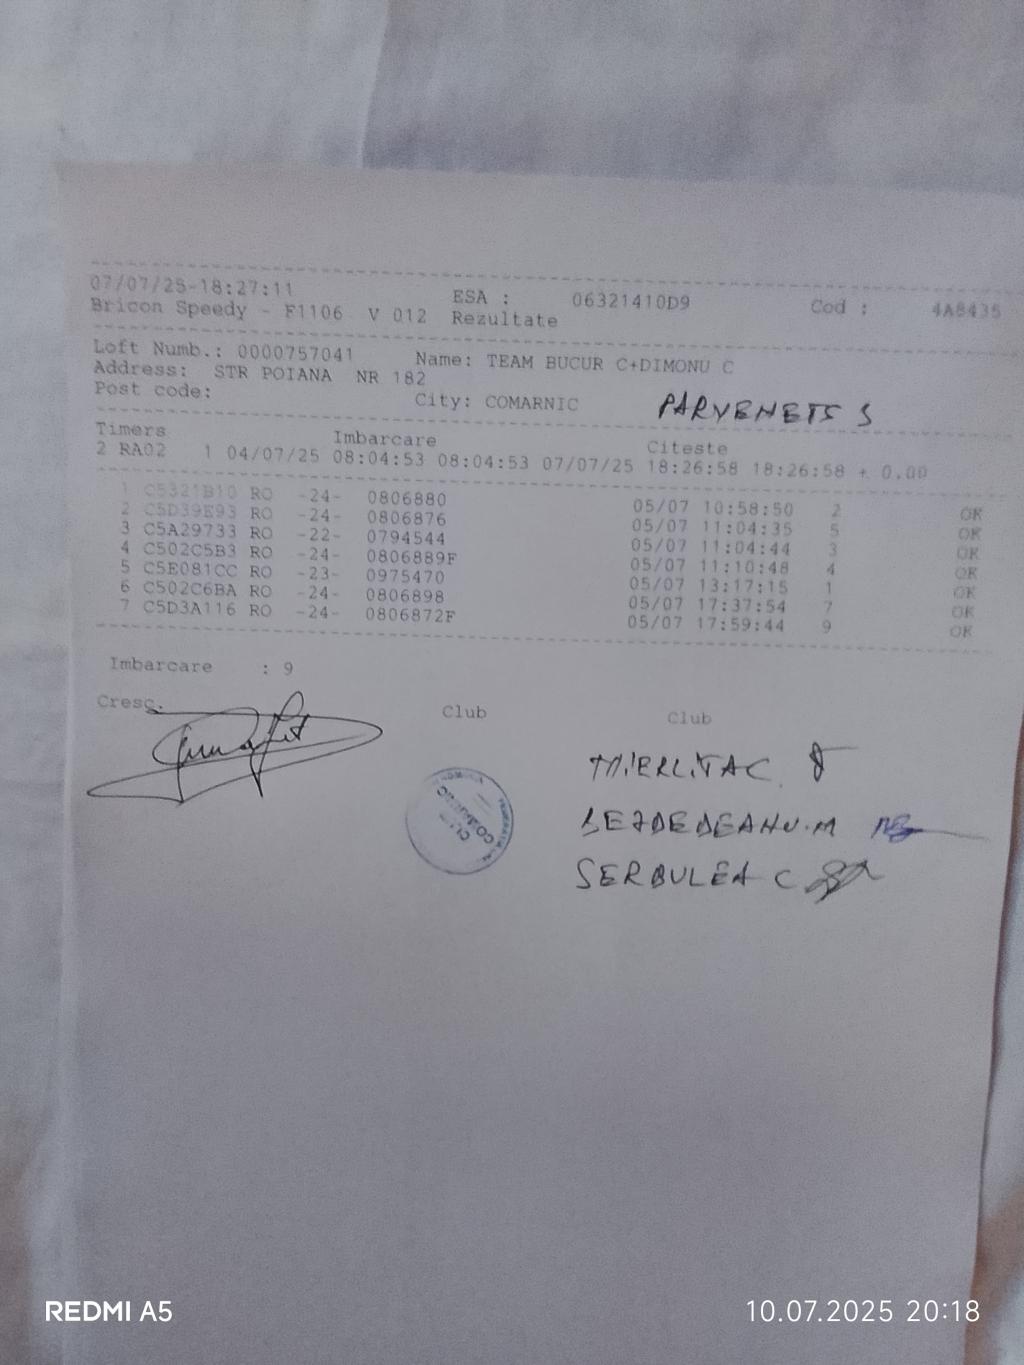 07/07/25-18:27:11 ESA : 06321410D9 Cod : 4A8435
Bricon Speedy - F1106 V 012 Rezultate
Loft Numb.: 0000757041 Name: TEAM BUCUR C+DIMONU C
Address: STR POIANA NR 182
Post code: City: COMARNIC PARVENETS S
Timers Imbarcare Citeste
2 RA02 1 04/07/25 08:04:53 08:04:53 07/07/25 18:26:58 18:26:58 + 0.00
1 C5321B10 RO -24- 0806880 05/07 10:58:50 2 OK
2 C5D39E93 RO -24- 0806876 05/07 11:04:35 5 OK
3 C5A29733 RO -22- 0794544 05/07 11:04:44 3 OK
4 C502C5B3 RO -24- 0806889F 05/07 11:10:48 4 OK
5 C5E081CC RO -23- 0975470 05/07 13:17:15 1 OK
6 C502C6BA RO -24- 0806898 05/07 17:37:54 7 OK
7 C5D3A116 RO -24- 0806872F 05/07 17:59:44 9 OK
Imbarcare : 9
Cresc. Club Club
MIERLITA C
BEJDEDEANU.M
SERBULEA C
COMARNIC
REDMI A5 10.07.2025 20:18